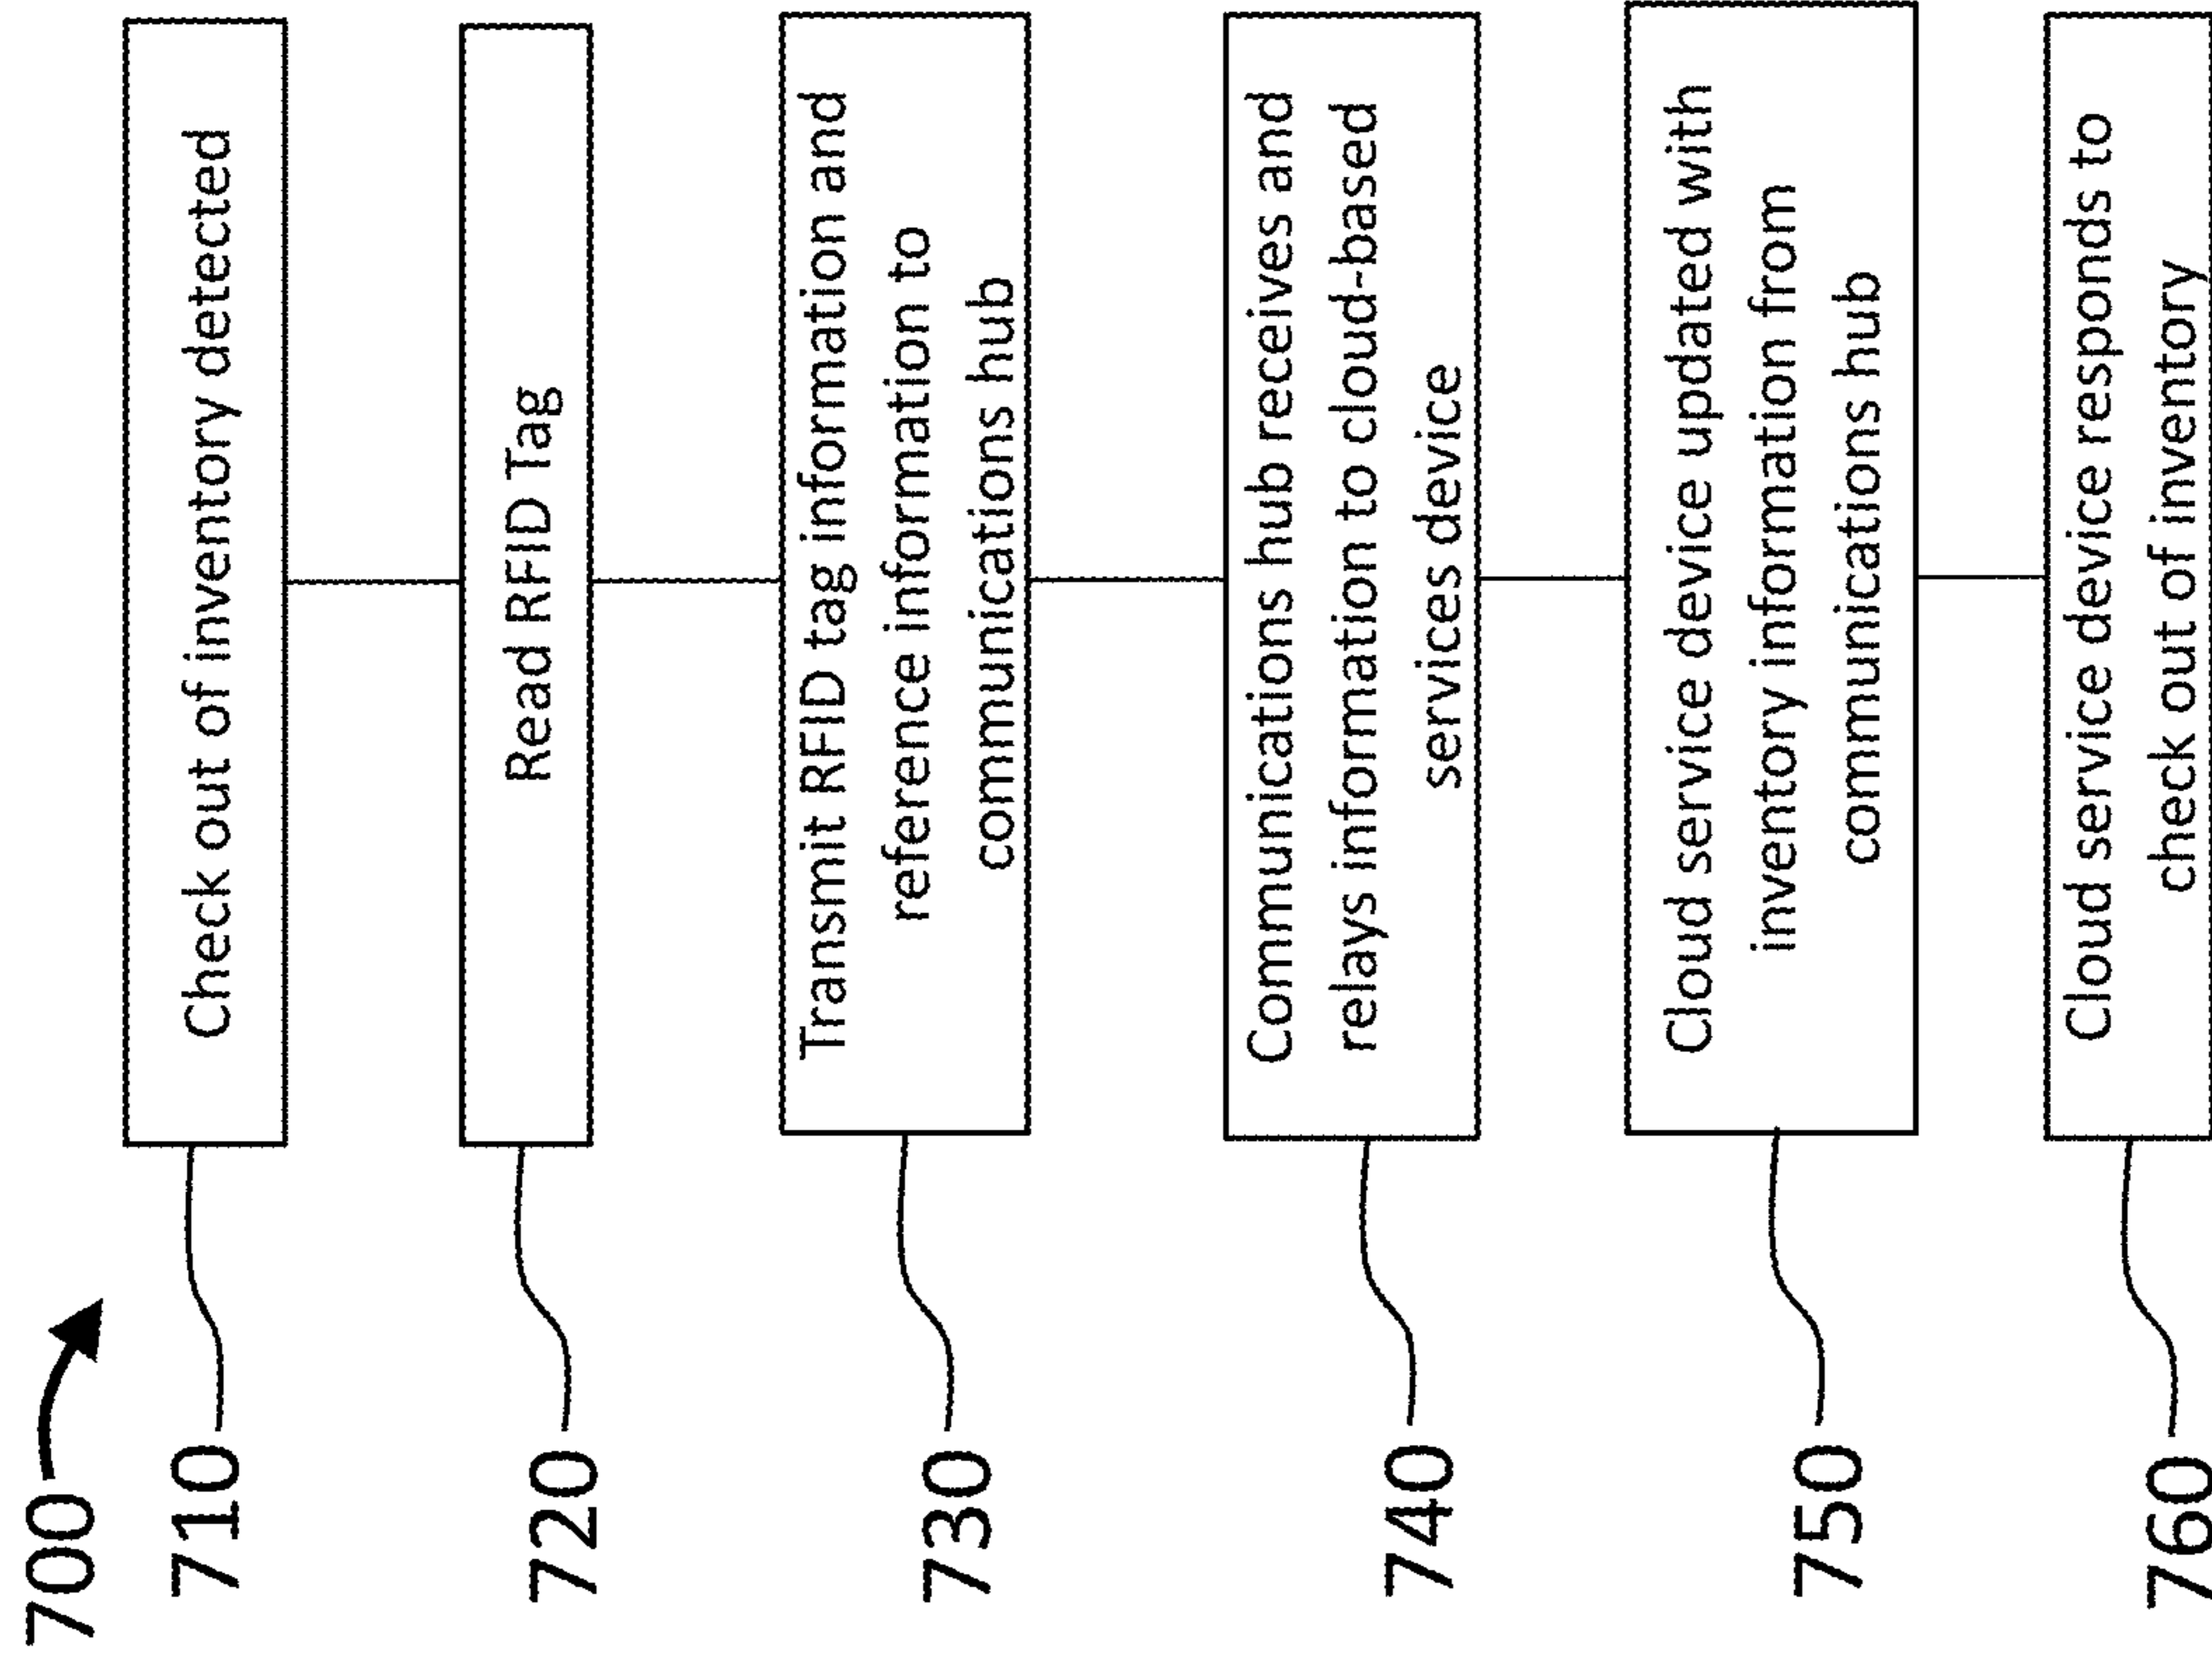 700
710
Check out of inventory detected
720
Read RFID Tag
730
Transmit RFID tag information and
reference information to
communications hub
740
Communications hub receives and
relays information to cloud-based
services device
750
Cloud service device updated with
inventory information from
communications hub
760
Cloud service device responds to
check out of inventory